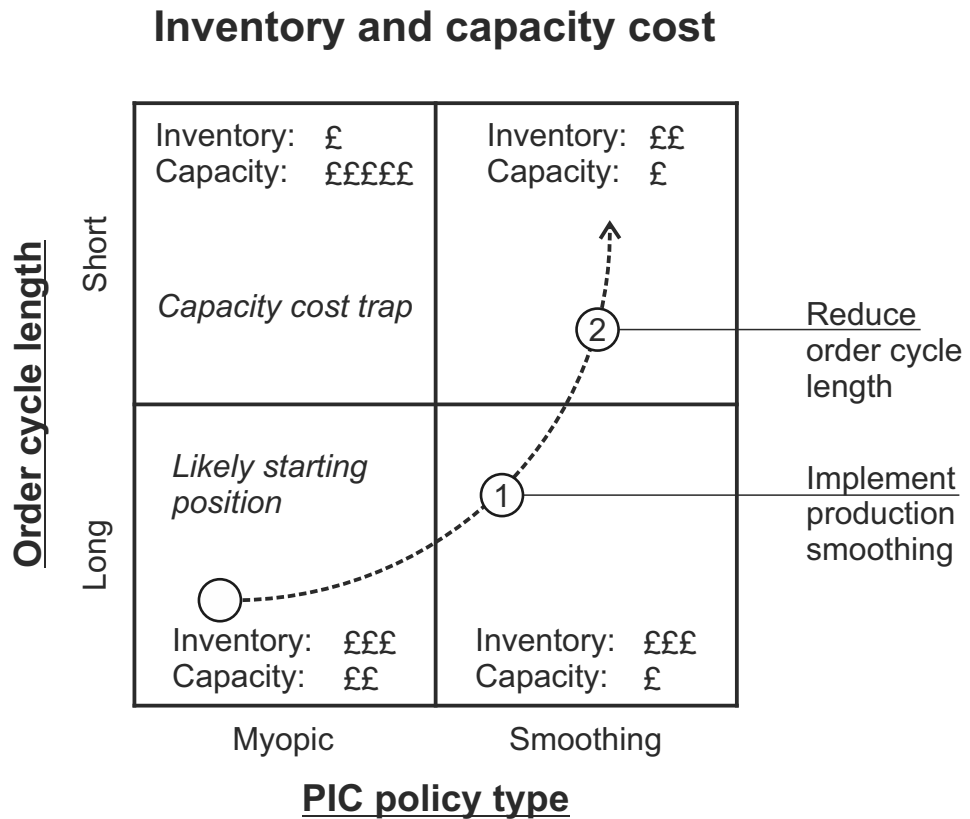 Inventory and capacity cost
Inventory: £
Capacity: £££££
Inventory: ££
Capacity: £
Capacity cost trap
Short
Order cycle length
Long
2
Reduce
order cycle
length
Likely starting
position
1
Implement
production
smoothing
Inventory: £££
Capacity: ££
Inventory: £££
Capacity: £
Myopic
Smoothing
PIC policy type